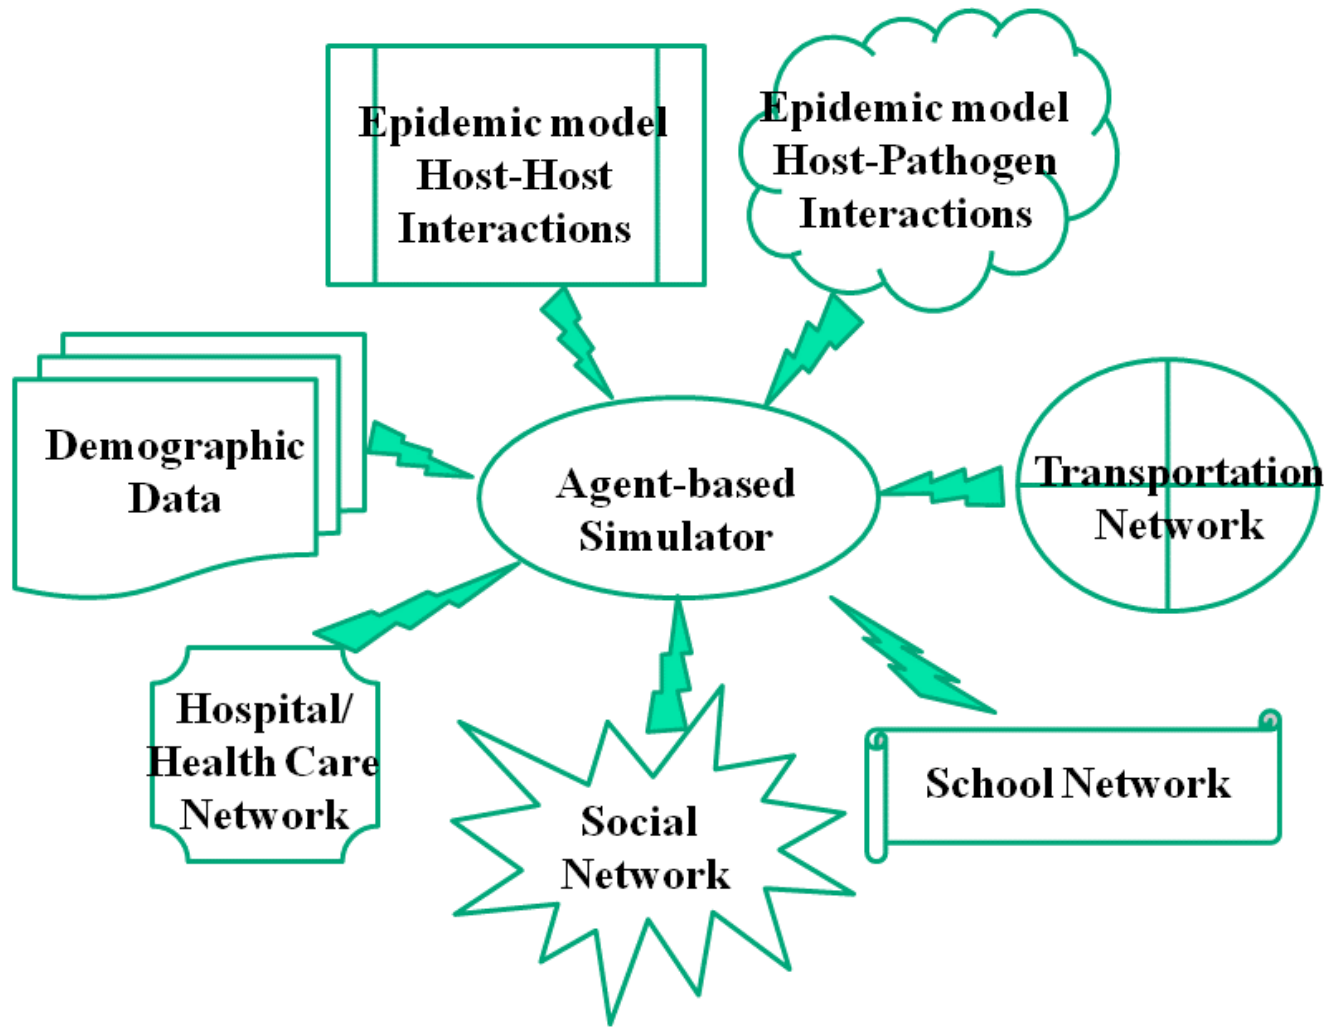 Epidemic model
Host-Host
Interactions
Epidemic model
Host-Pathogen
Interactions
Demographic
Data
Agent-based
Simulator
Transportation
Network
Hospital/
Health Care
Network
Social
Network
School Network